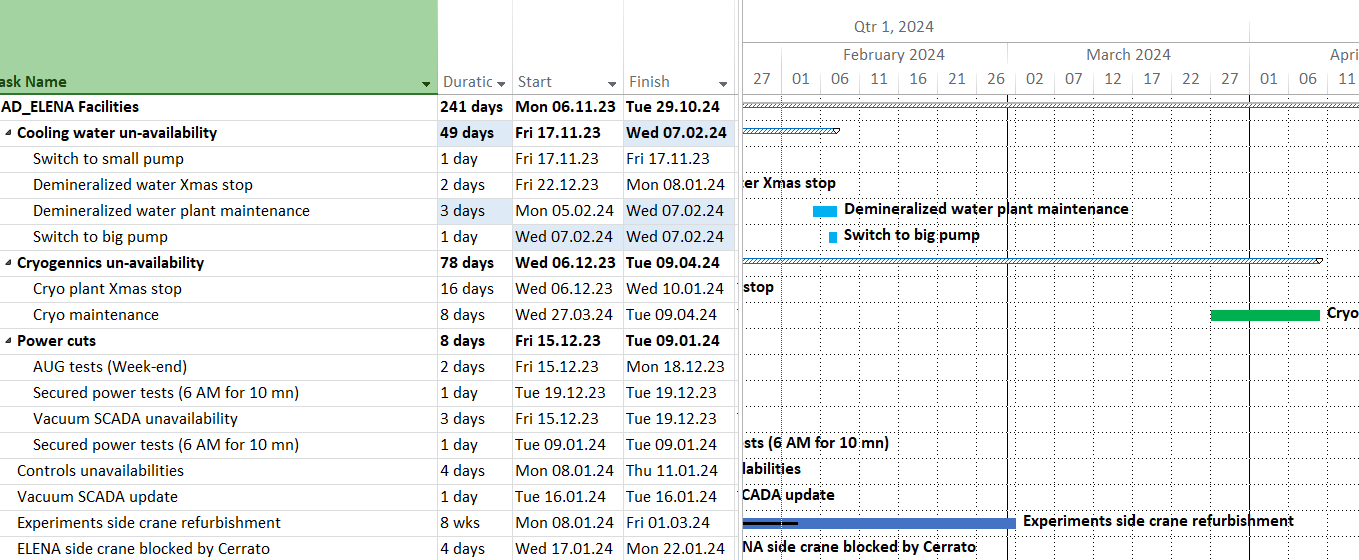 Qtr 1, 2024
February 2024 March 2024 Apri
ask Name Duratic Start Finish 27 01 06 11 16 21 26 02 07 12 17 22 27 01 06 11
AD_ELENA Facilities 241 days Mon 06.11.23 Tue 29.10.24
Cooling water un-availability 49 days Fri 17.11.23 Wed 07.02.24
Switch to small pump 1 day Fri 17.11.23 Fri 17.11.23
Demineralized water Xmas stop 2 days Fri 22.12.23 Mon 08.01.24 er Xmas stop
Demineralized water plant maintenance 3 days Mon 05.02.24 Wed 07.02.24 Demineralized water plant maintenance
Switch to big pump 1 day Wed 07.02.24 Wed 07.02.24 Switch to big pump
Cryogennics un-availability 78 days Wed 06.12.23 Tue 09.04.24
Cryo plant Xmas stop 16 days Wed 06.12.23 Wed 10.01.24 stop
Cryo maintenance 8 days Wed 27.03.24 Tue 09.04.24 Cryo
Power cuts 8 days Fri 15.12.23 Tue 09.01.24
AUG tests (Week-end) 2 days Fri 15.12.23 Mon 18.12.23
Secured power tests (6 AM for 10 mn) 1 day Tue 19.12.23 Tue 19.12.23
Vacuum SCADA unavailability 3 days Fri 15.12.23 Tue 19.12.23
Secured power tests (6 AM for 10 mn) 1 day Tue 09.01.24 Tue 09.01.24 sts (6 AM for 10 mn)
Controls unavailabilities 4 days Mon 08.01.24 Thu 11.01.24 labilities
Vacuum SCADA update 1 day Tue 16.01.24 Tue 16.01.24 CADA update
Experiments side crane refurbishment 8 wks Mon 08.01.24 Fri 01.03.24 Experiments side crane refurbishment
ELENA side crane blocked by Cerrato 4 days Wed 17.01.24 Mon 22.01.24 NA side crane blocked by Cerrato